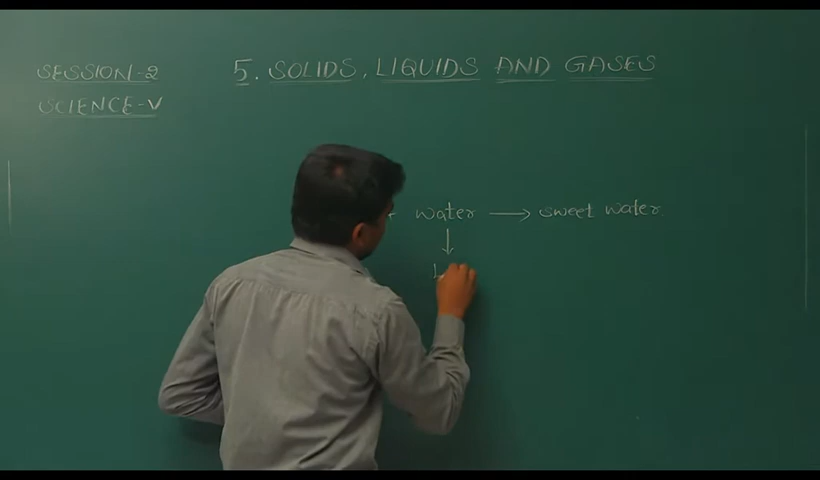 SESSION-2
5. SOLIDS, LIQUIDS AND GASES
SCIENCE-V
+ water → sweet water
↓